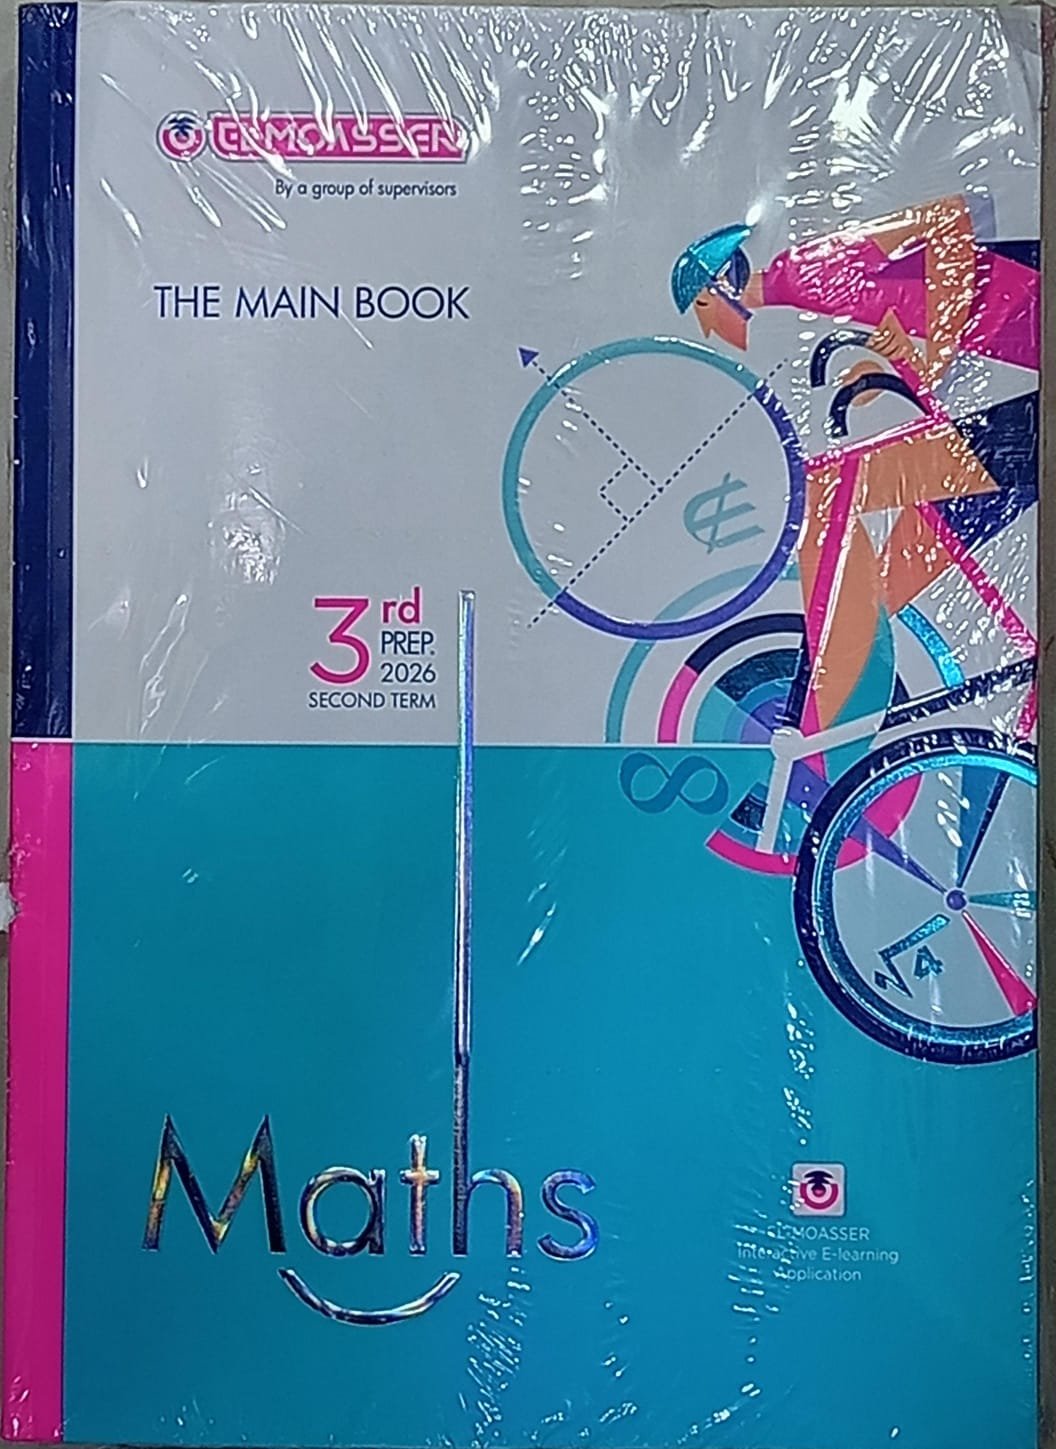 ELMOASSER
By a group of supervisors
THE MAIN BOOK
3rd
PREP.
2026
SECOND TERM
∞
√4
Maths
EL-MOASSER
Interactive E-learning
Application